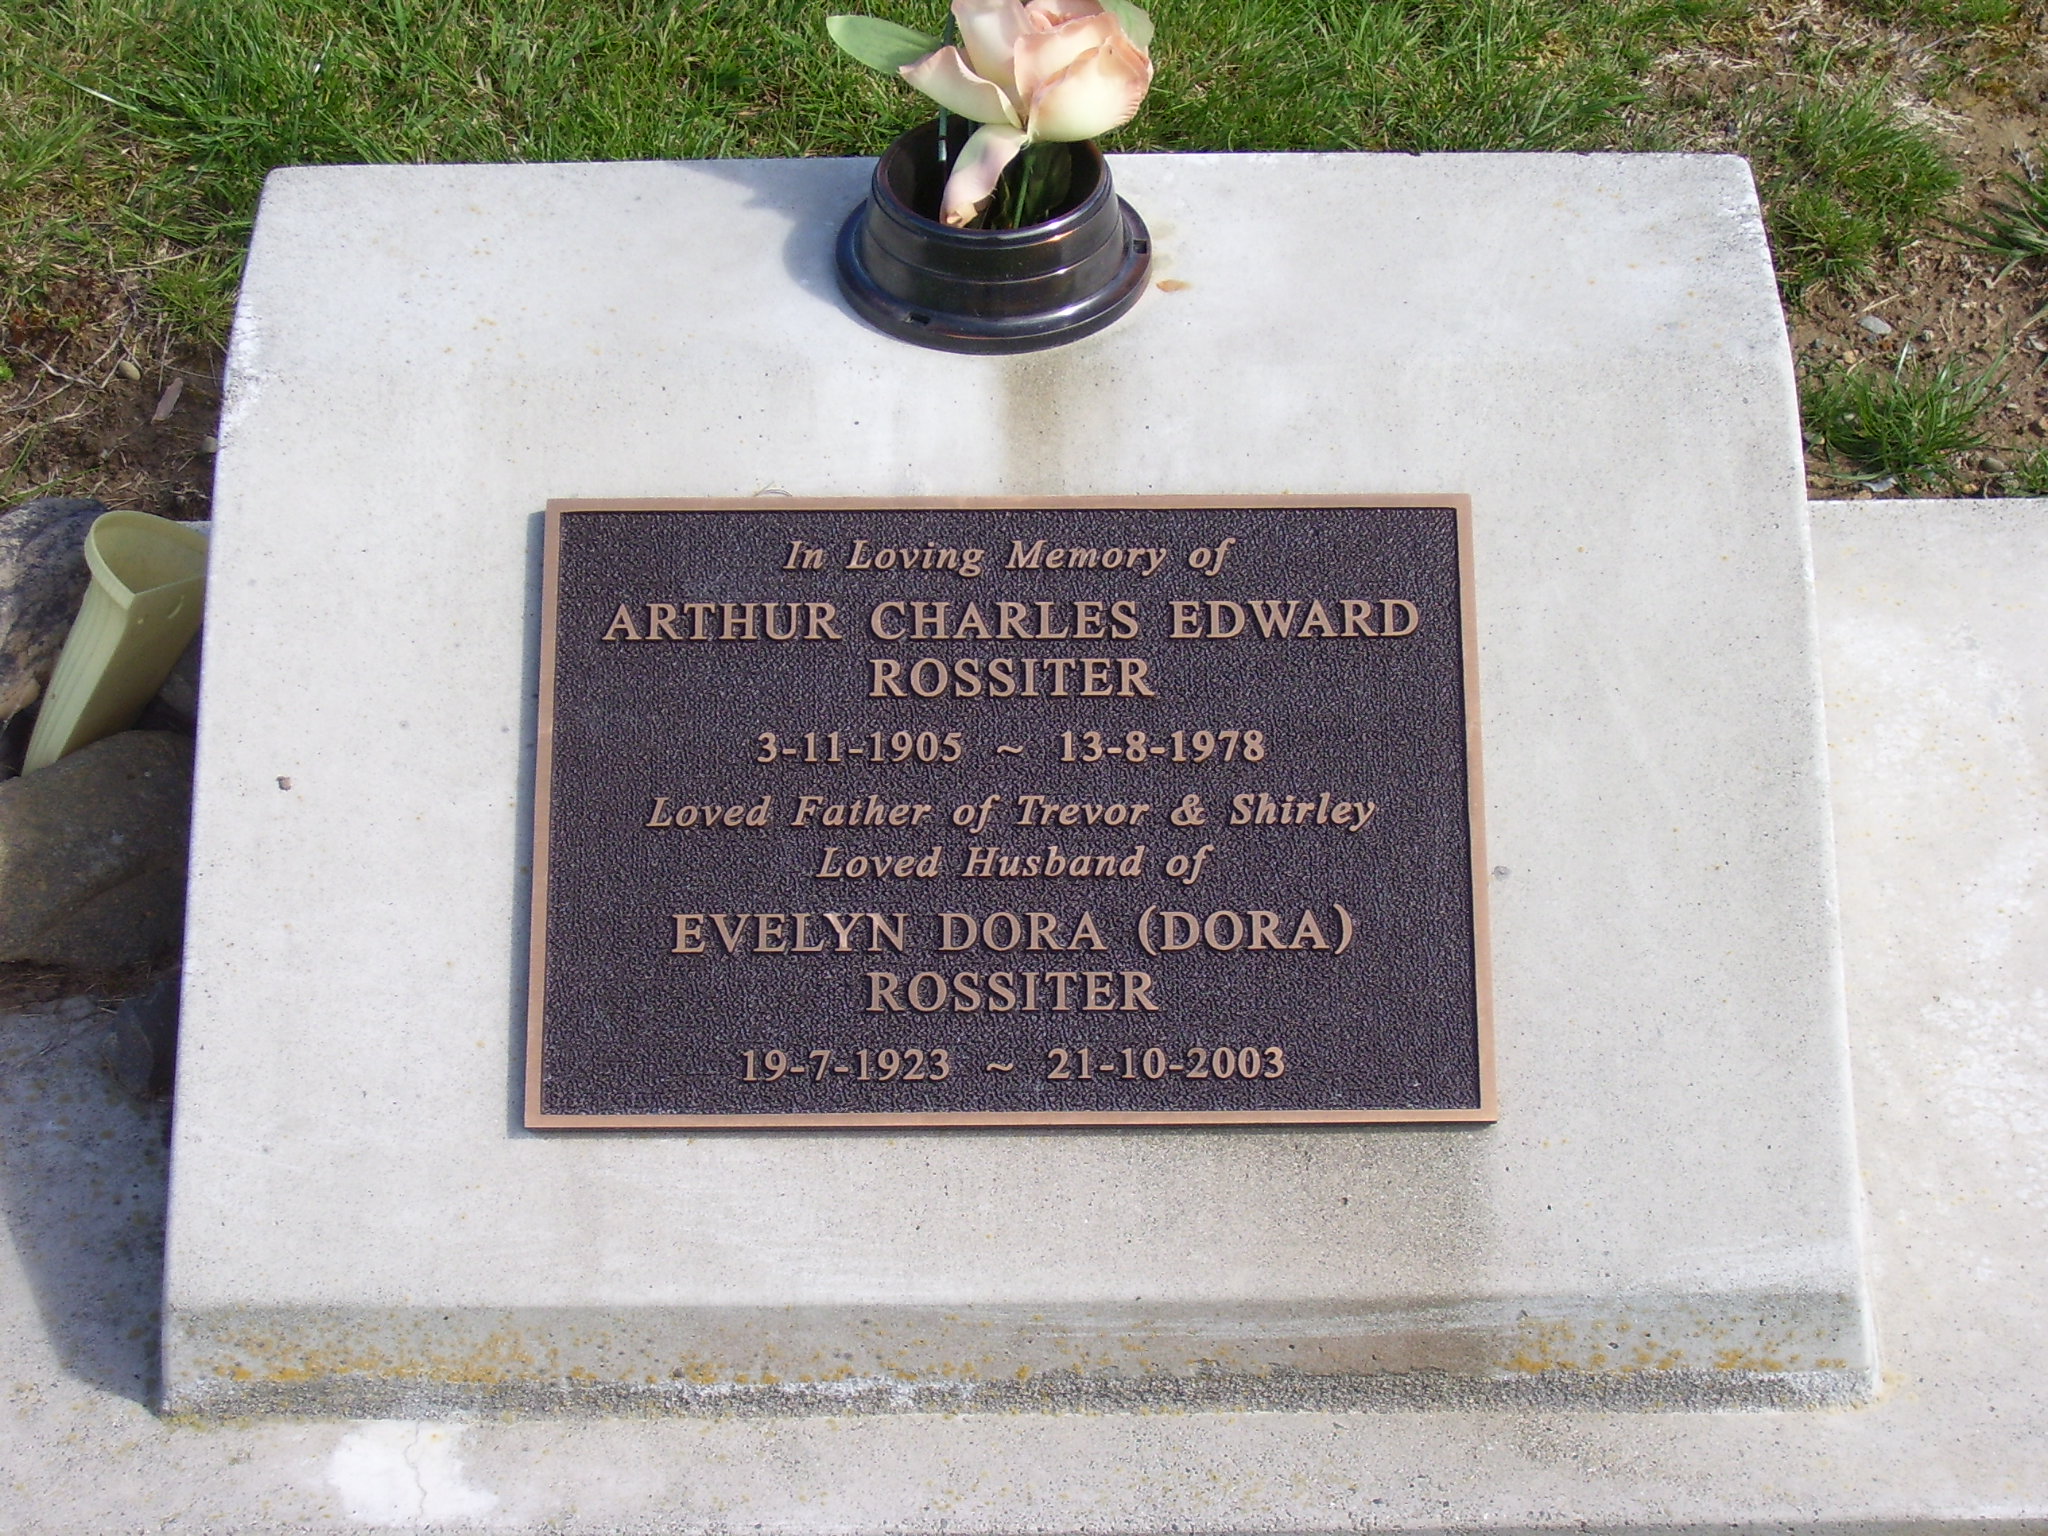 In Loving Memory of
ARTHUR CHARLES EDWARD
ROSSITER
3-11-1905 ~ 13-8-1978
Loved Father of Trevor & Shirley
Loved Husband of
EVELYN DORA (DORA)
ROSSITER
19-7-1923 ~ 21-10-2003